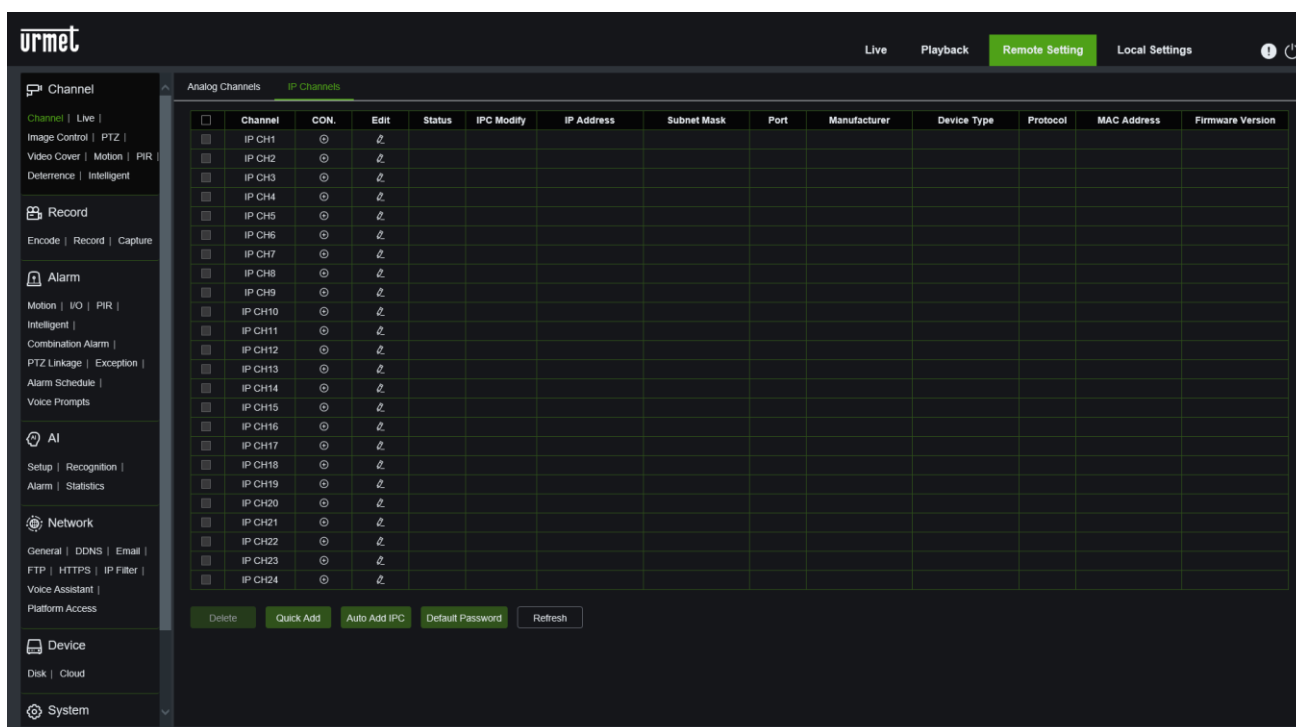 urmet
Live Playback Remote Setting Local Settings
Channel
Channel | Live |
Image Control | PTZ |
Video Cover | Motion | PIR |
Deterrence | Intelligent
Record
Encode | Record | Capture
Alarm
Motion | I/O | PIR |
Intelligent |
Combination Alarm |
PTZ Linkage | Exception |
Alarm Schedule |
Voice Prompts
AI
Setup | Recognition |
Alarm | Statistics
Network
General | DDNS | Email |
FTP | HTTPS | IP Filter |
Voice Assistant |
Platform Access
Device
Disk | Cloud
System
Analog Channels IP Channels
Channel CON. Edit Status IPC Modify IP Address Subnet Mask Port Manufacturer Device Type Protocol MAC Address Firmware Version
IP CH1
IP CH2
IP CH3
IP CH4
IP CH5
IP CH6
IP CH7
IP CH8
IP CH9
IP CH10
IP CH11
IP CH12
IP CH13
IP CH14
IP CH15
IP CH16
IP CH17
IP CH18
IP CH19
IP CH20
IP CH21
IP CH22
IP CH23
IP CH24
Delete Quick Add Auto Add IPC Default Password Refresh